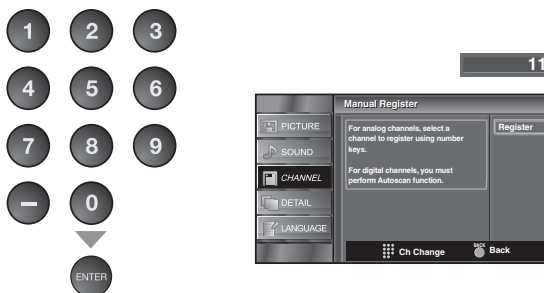 1 2 3
4 5 6
7 8 9
– 0
ENTER
11
Manual Register
PICTURE
SOUND
CHANNEL
DETAIL
LANGUAGE
For analog channels, select a
channel to register using number
keys.
For digital channels, you must
perform Autoscan function.
Register
Ch Change
BACK Back